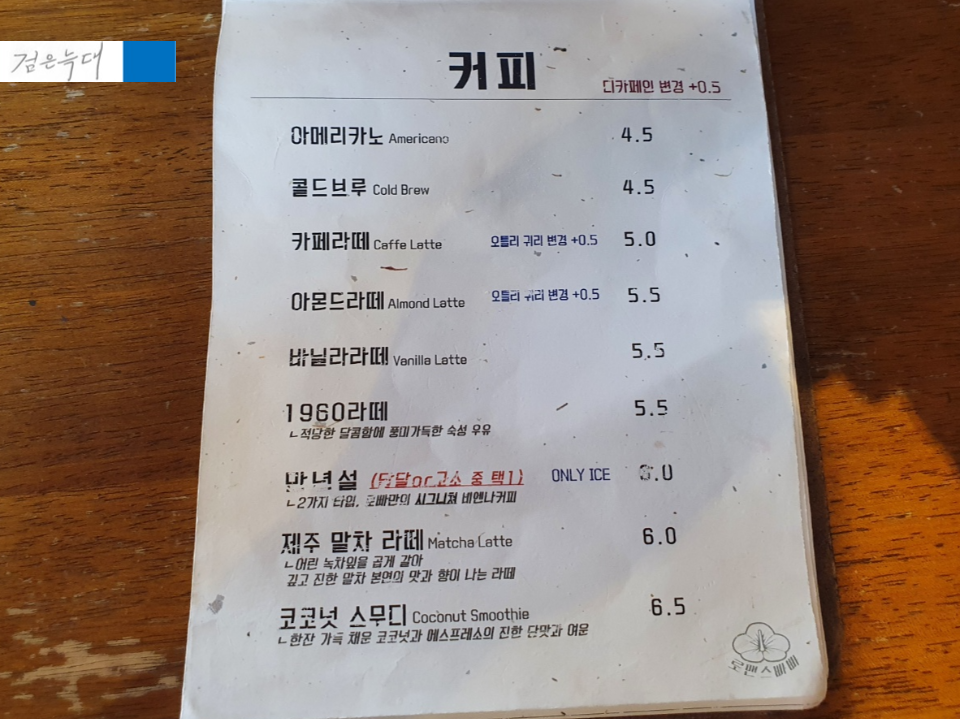 검은늑대
커피
디카페인 변경 +0.5
아메리카노 Americano 4.5
콜드브루 Cold Brew 4.5
카페라떼 Caffe Latte 오틀리 귀리 변경 +0.5 5.0
아몬드라떼 Almond Latte 오틀리 귀리 변경 +0.5 5.5
바닐라라떼 Vanilla Latte 5.5
1960라떼 5.5
ㄴ적당한 달콤함에 풍미가득한 숙성 우유
만년설 (달달or고소 중 택1) ONLY ICE
ㄴ2가지 타입, 로빠만의 시그니쳐 비엔나커피
제주 말차 라떼 Matcha Latte 6.0
ㄴ어린 녹차잎을 곱게 갈아
깊고 진한 말차 본연의 맛과 향이 나는 라떼
코코넛 스무디 Coconut Smoothie 6.5
ㄴ한잔 가득 채운 코코넛과 에스프레소의 진한 단맛과 여운
로맨스빠빠